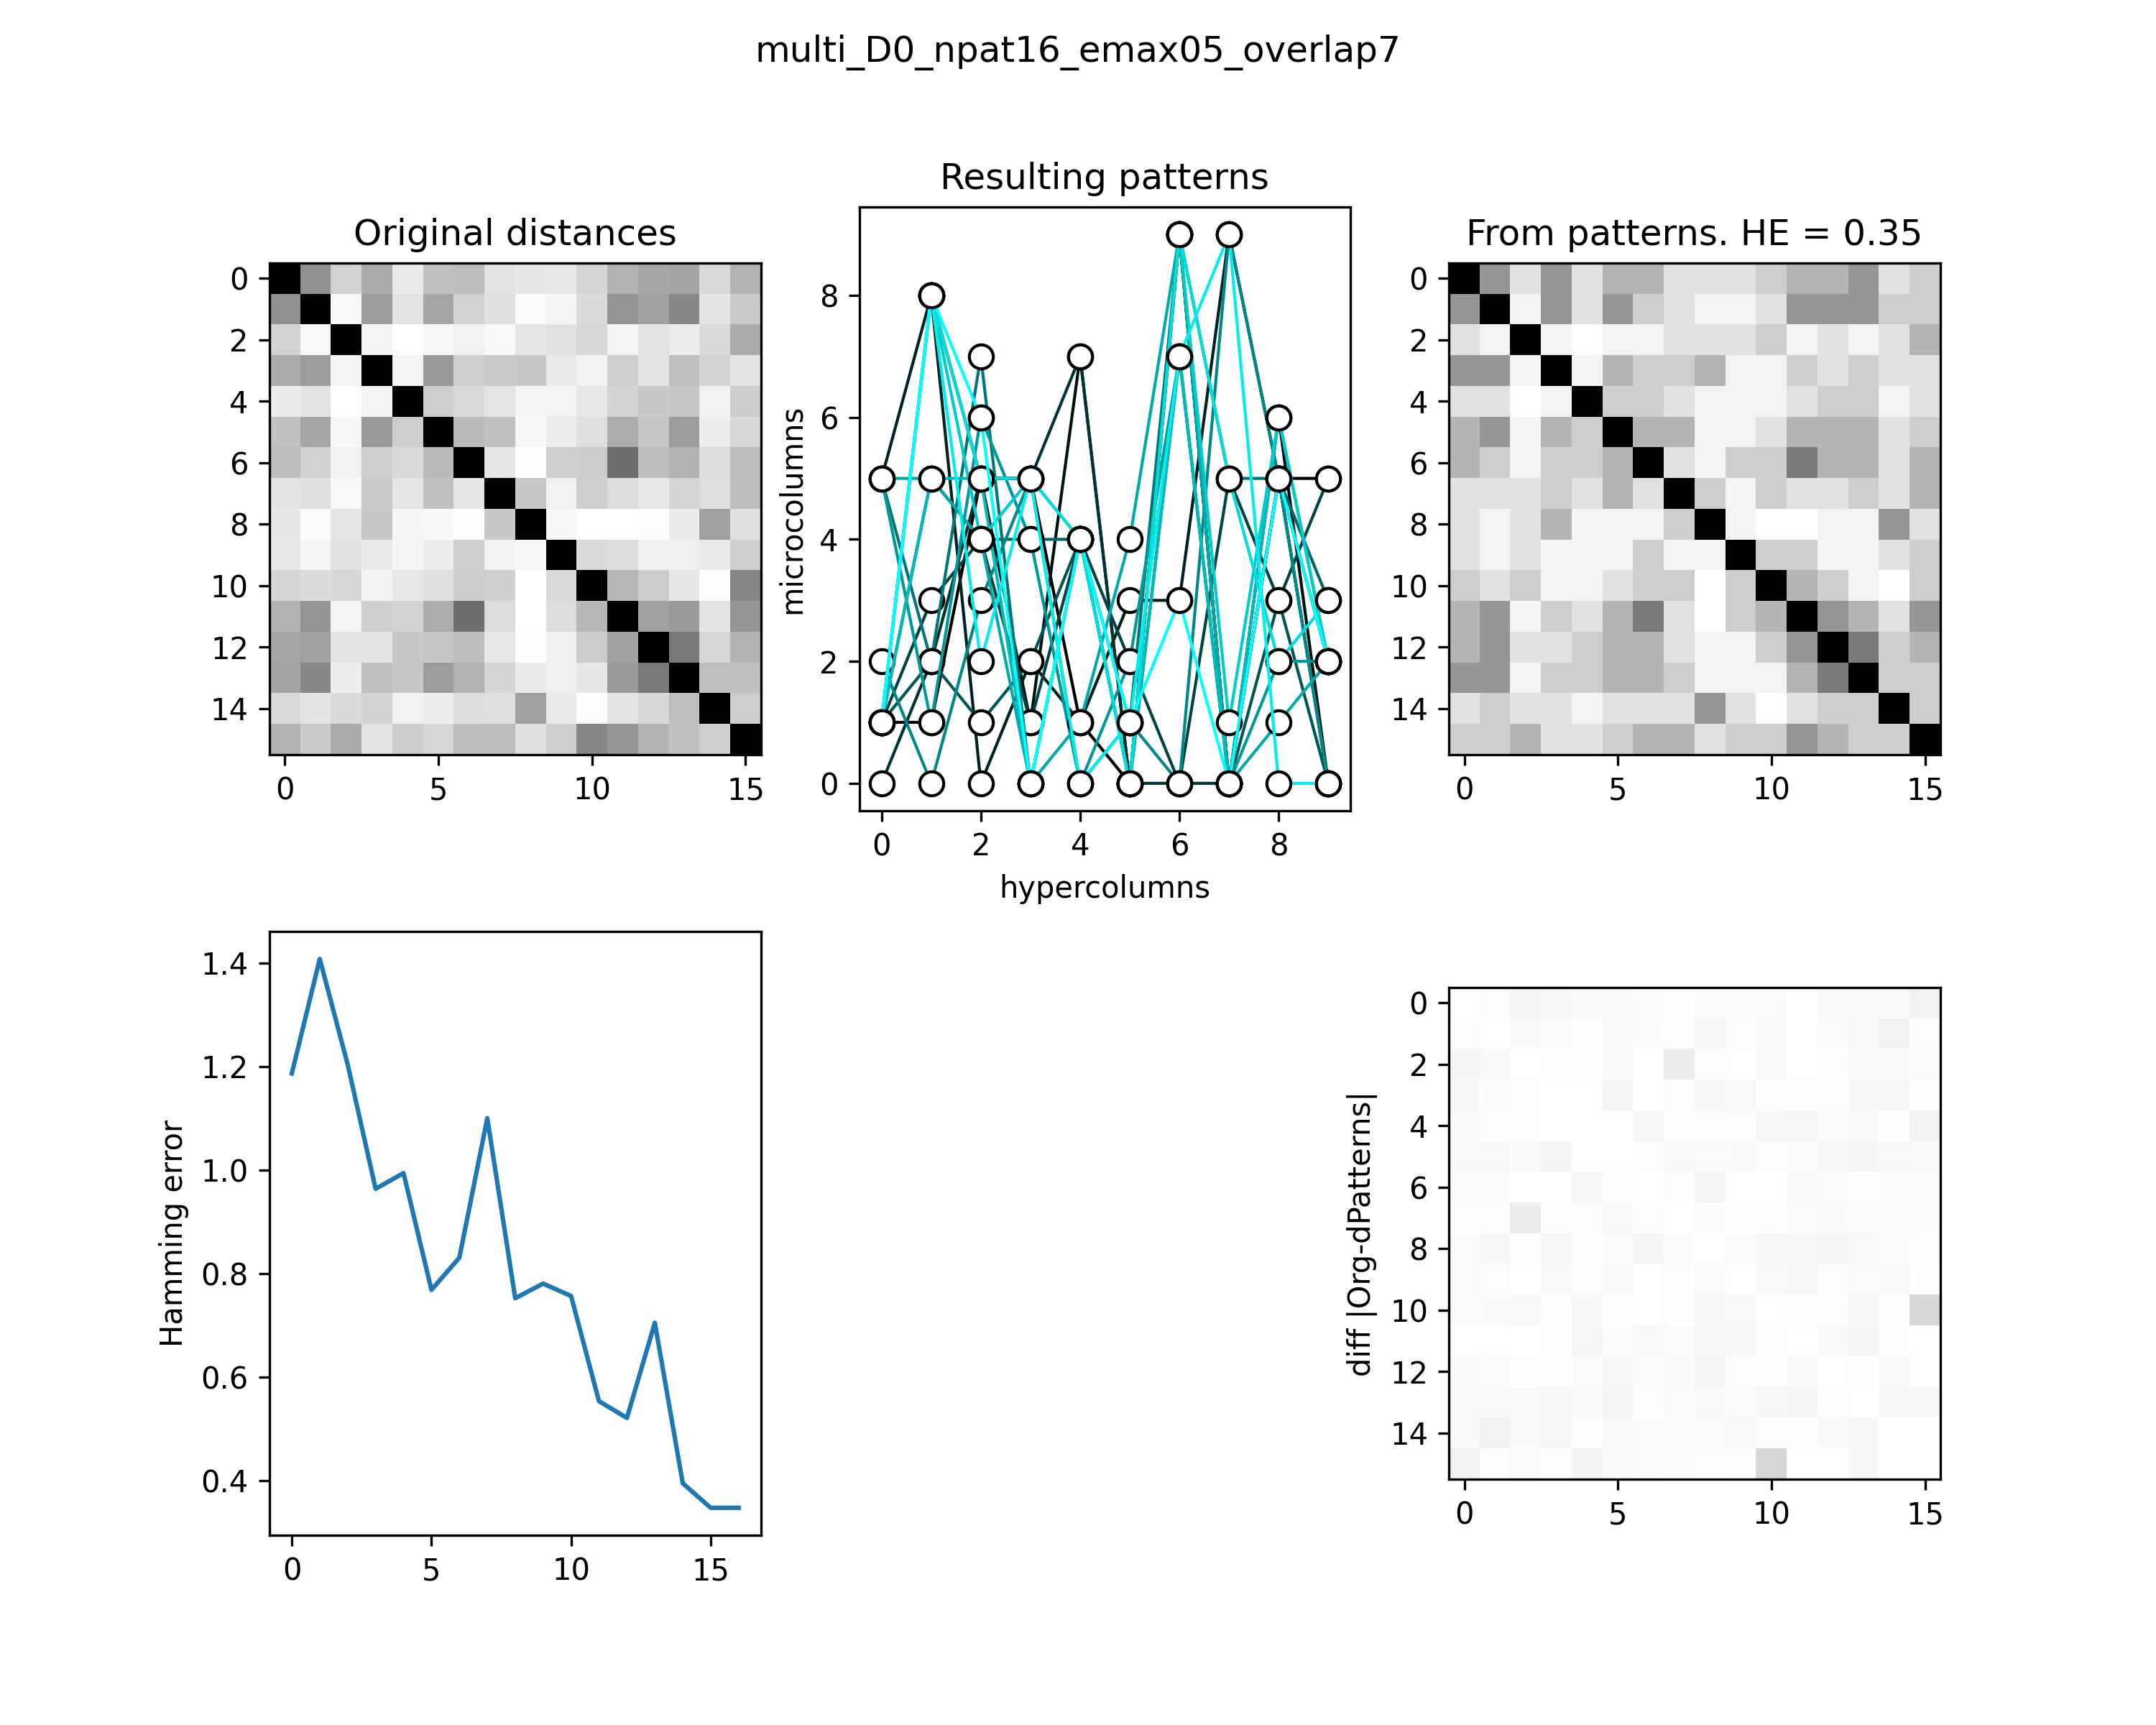 multi_D0_npat16_emax05_overlap7
Original distances
0
2
4
6
8
10
12
14
0 5 10 15
Resulting patterns
microcolumns
8
6
4
2
0
0 2 4 6 8
hypercolumns
From patterns. HE = 0.35
0
2
4
6
8
10
12
14
0 5 10 15
Hamming error
1.4
1.2
1.0
0.8
0.6
0.4
0 5 10 15
diff |Org-dPatterns|
0
2
4
6
8
10
12
14
0 5 10 15